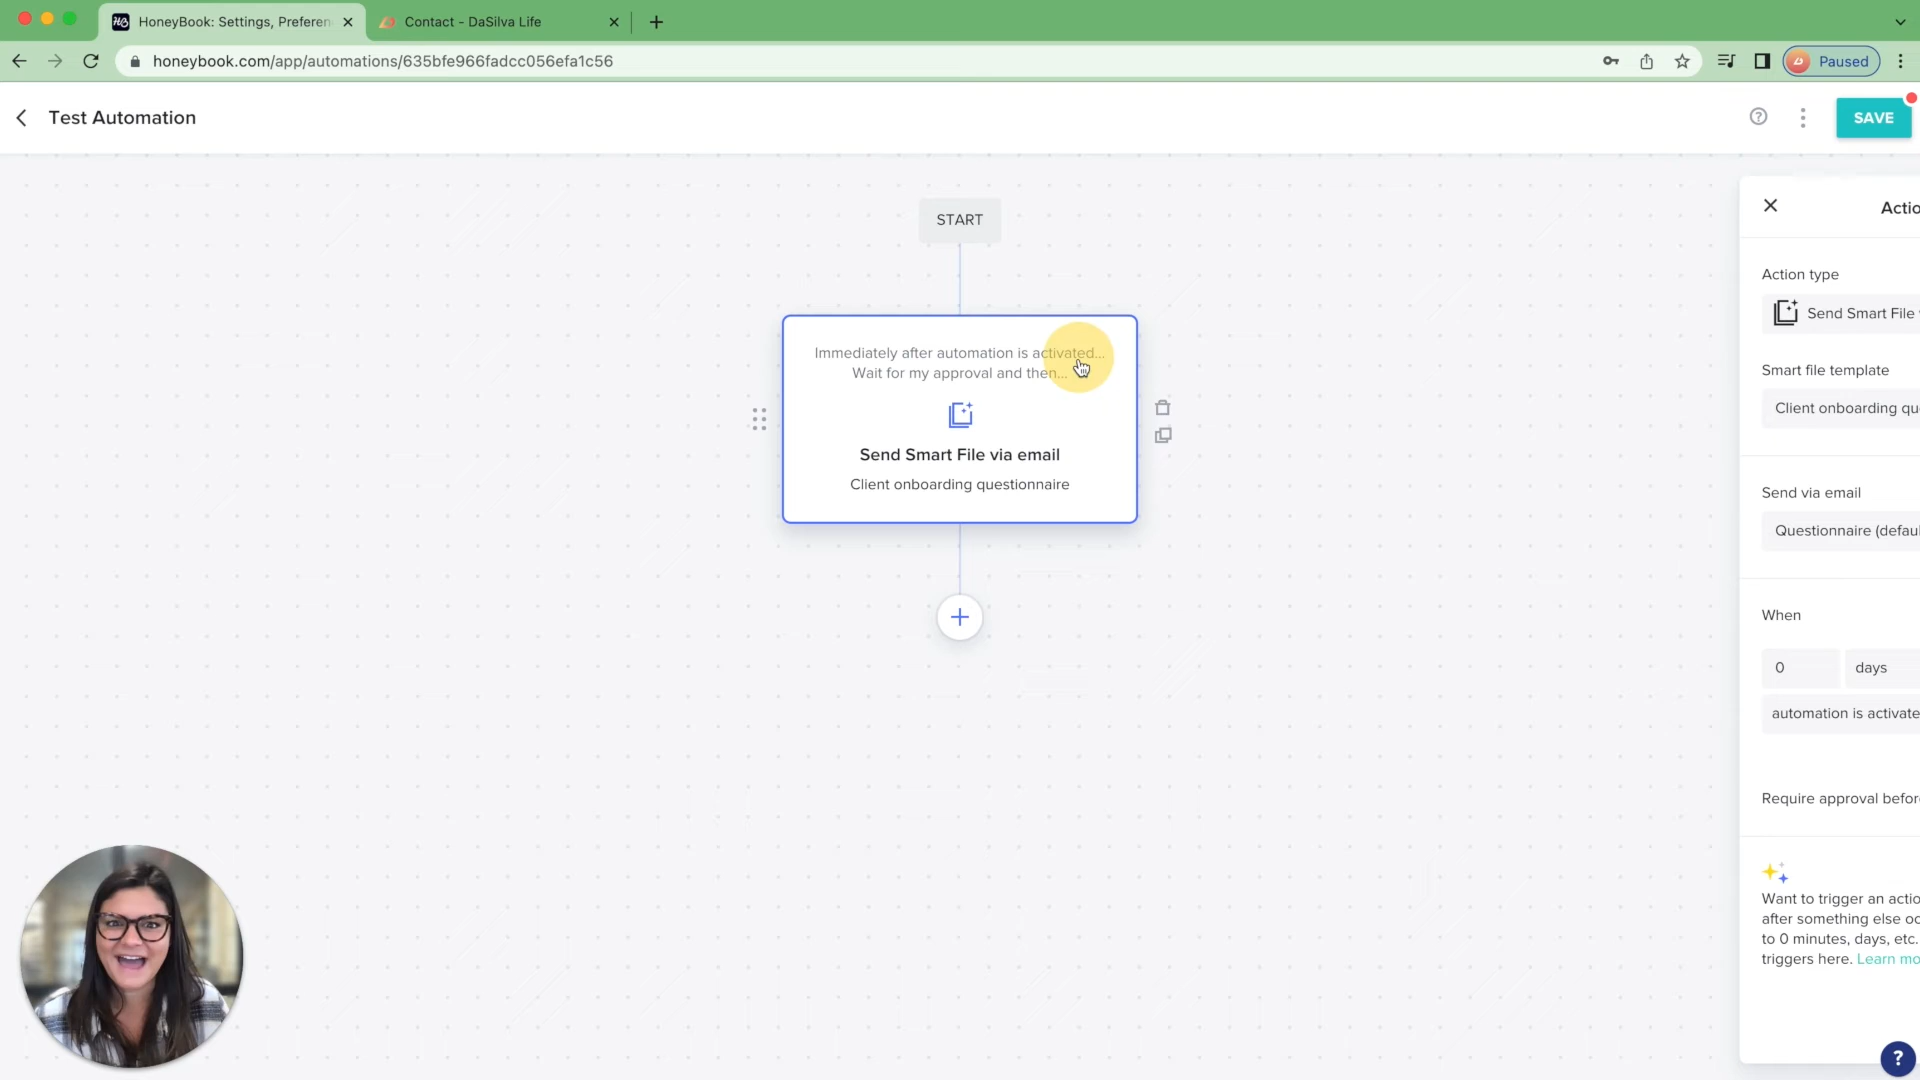 HoneyBook: Settings, Preferen
Contact - DaSilva Life
honeybook.com/app/automations/635bfe966fadcc056efa1c56
Paused
Test Automation
SAVE
START
Immediately after automation is activated...
Wait for my approval and then...
Send Smart File via email
Client onboarding questionnaire
Actio
Action type
Send Smart File
Smart file template
Client onboarding qu
Send via email
Questionnaire (defaul
When
0 days
automation is activate
Require approval before
Want to trigger an actio
after something else oc
to 0 minutes, days, etc.
triggers here. Learn mo
?